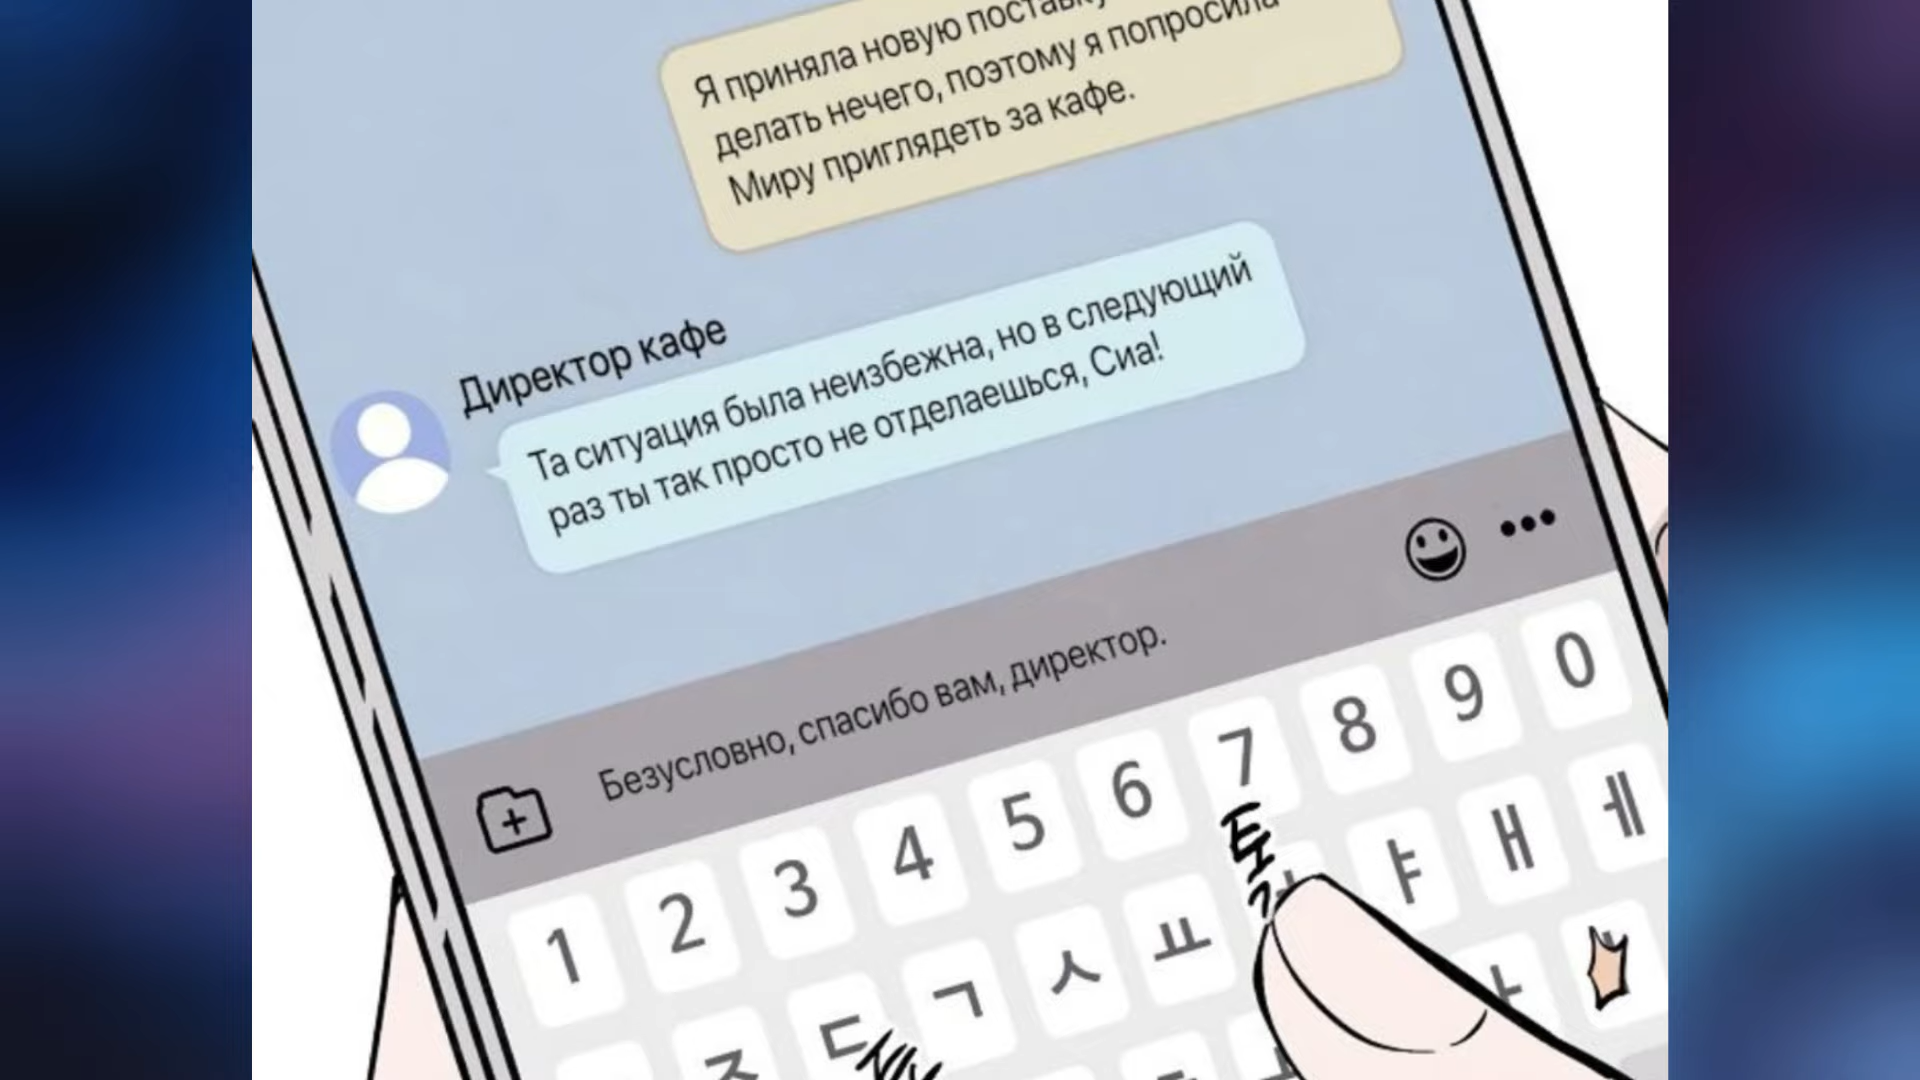 Я приняла новую поставку
делать нечего, поэтому я попросила
Миру приглядеть за кафе.
Директор кафе
Та ситуация была неизбежна, но в следующий
раз ты так просто не отделаешься, Сиа!
Безусловно, спасибо вам, директор.
1 2 3 4 5 6 7 8 9 0
ㅈ ㄷ ㄱ ㅅ ㅛ ㅑ ㅐ ㅔ
톡